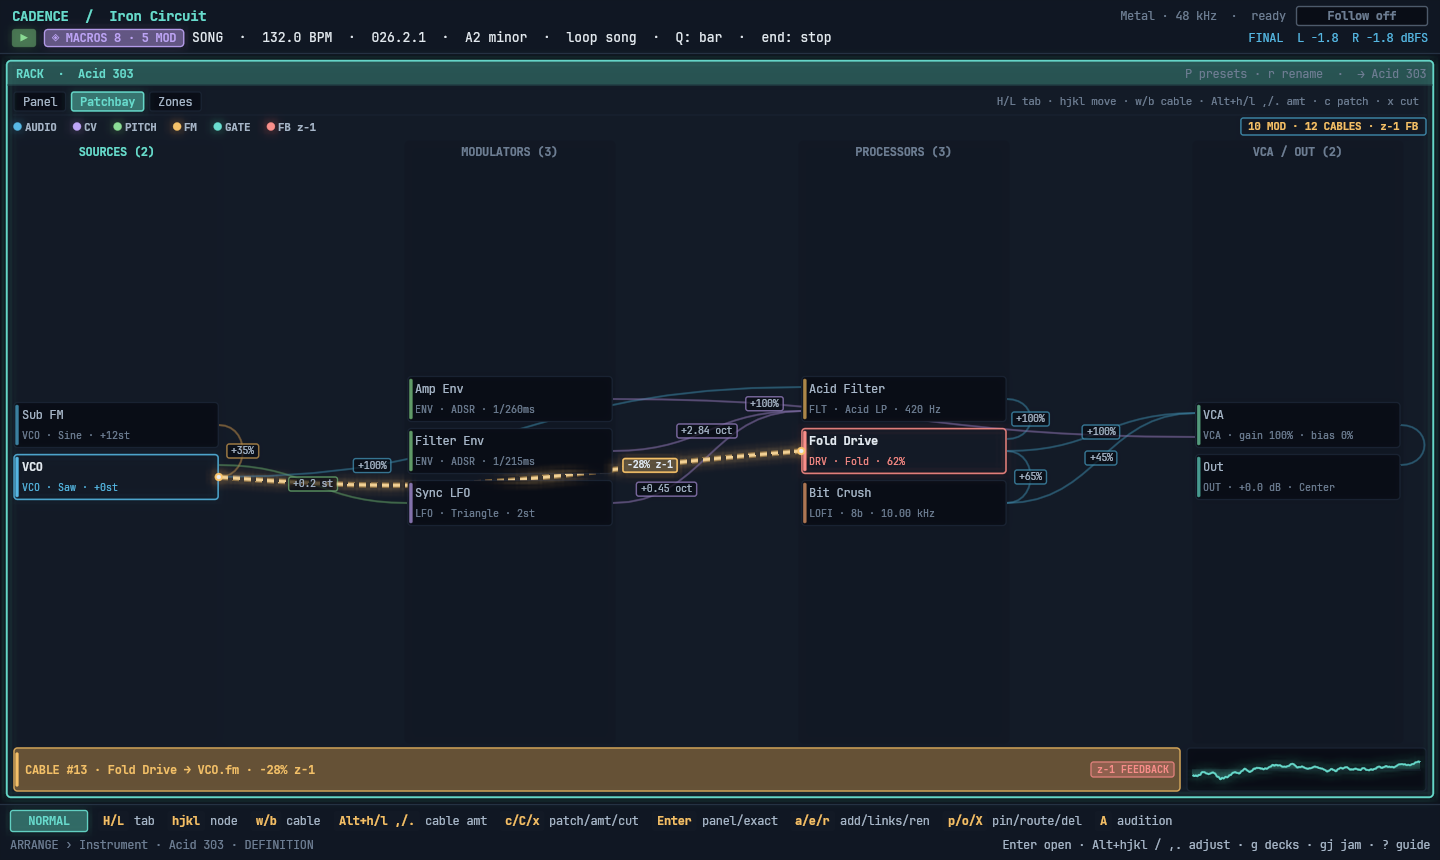 CADENCE / Iron Circuit
Metal · 48 kHz · ready Follow off
▶ ◈ MACROS 8 · 5 MOD SONG · 132.0 BPM · 026.2.1 · A2 minor · loop song · Q: bar · end: stop
FINAL L -1.8 R -1.8 dBFS
RACK · Acid 303
P presets · r rename · → Acid 303
Panel Patchbay Zones
H/L tab · hjkl move · w/b cable · Alt+h/l ,/. amt · c patch · x cut
AUDIO CV PITCH FM GATE FB z-1
10 MOD · 12 CABLES · z-1 FB
SOURCES (2) MODULATORS (3) PROCESSORS (3) VCA / OUT (2)
Sub FM
VCO · Sine · +12st
VCO
VCO · Saw · +0st
+35%
+0.2 st
+100%
Amp Env
ENV · ADSR · 1/260ms
Filter Env
ENV · ADSR · 1/215ms
Sync LFO
LFO · Triangle · 2st
+100%
+2.84 oct
-28% z-1
+0.45 oct
Acid Filter
FLT · Acid LP · 420 Hz
Fold Drive
DRV · Fold · 62%
Bit Crush
LOFI · 8b · 10.00 kHz
+100%
+65%
+100%
+45%
VCA
VCA · gain 100% · bias 0%
Out
OUT · +0.0 dB · Center
CABLE #13 · Fold Drive → VCO.fm · -28% z-1
z-1 FEEDBACK
NORMAL H/L tab hjkl node w/b cable Alt+h/l ,/. cable amt c/C/x patch/amt/cut Enter panel/exact a/e/r add/links/ren p/o/X pin/route/del A audition
ARRANGE › Instrument · Acid 303 · DEFINITION
Enter open · Alt+hjkl / ,. adjust · g decks · gj jam · ? guide